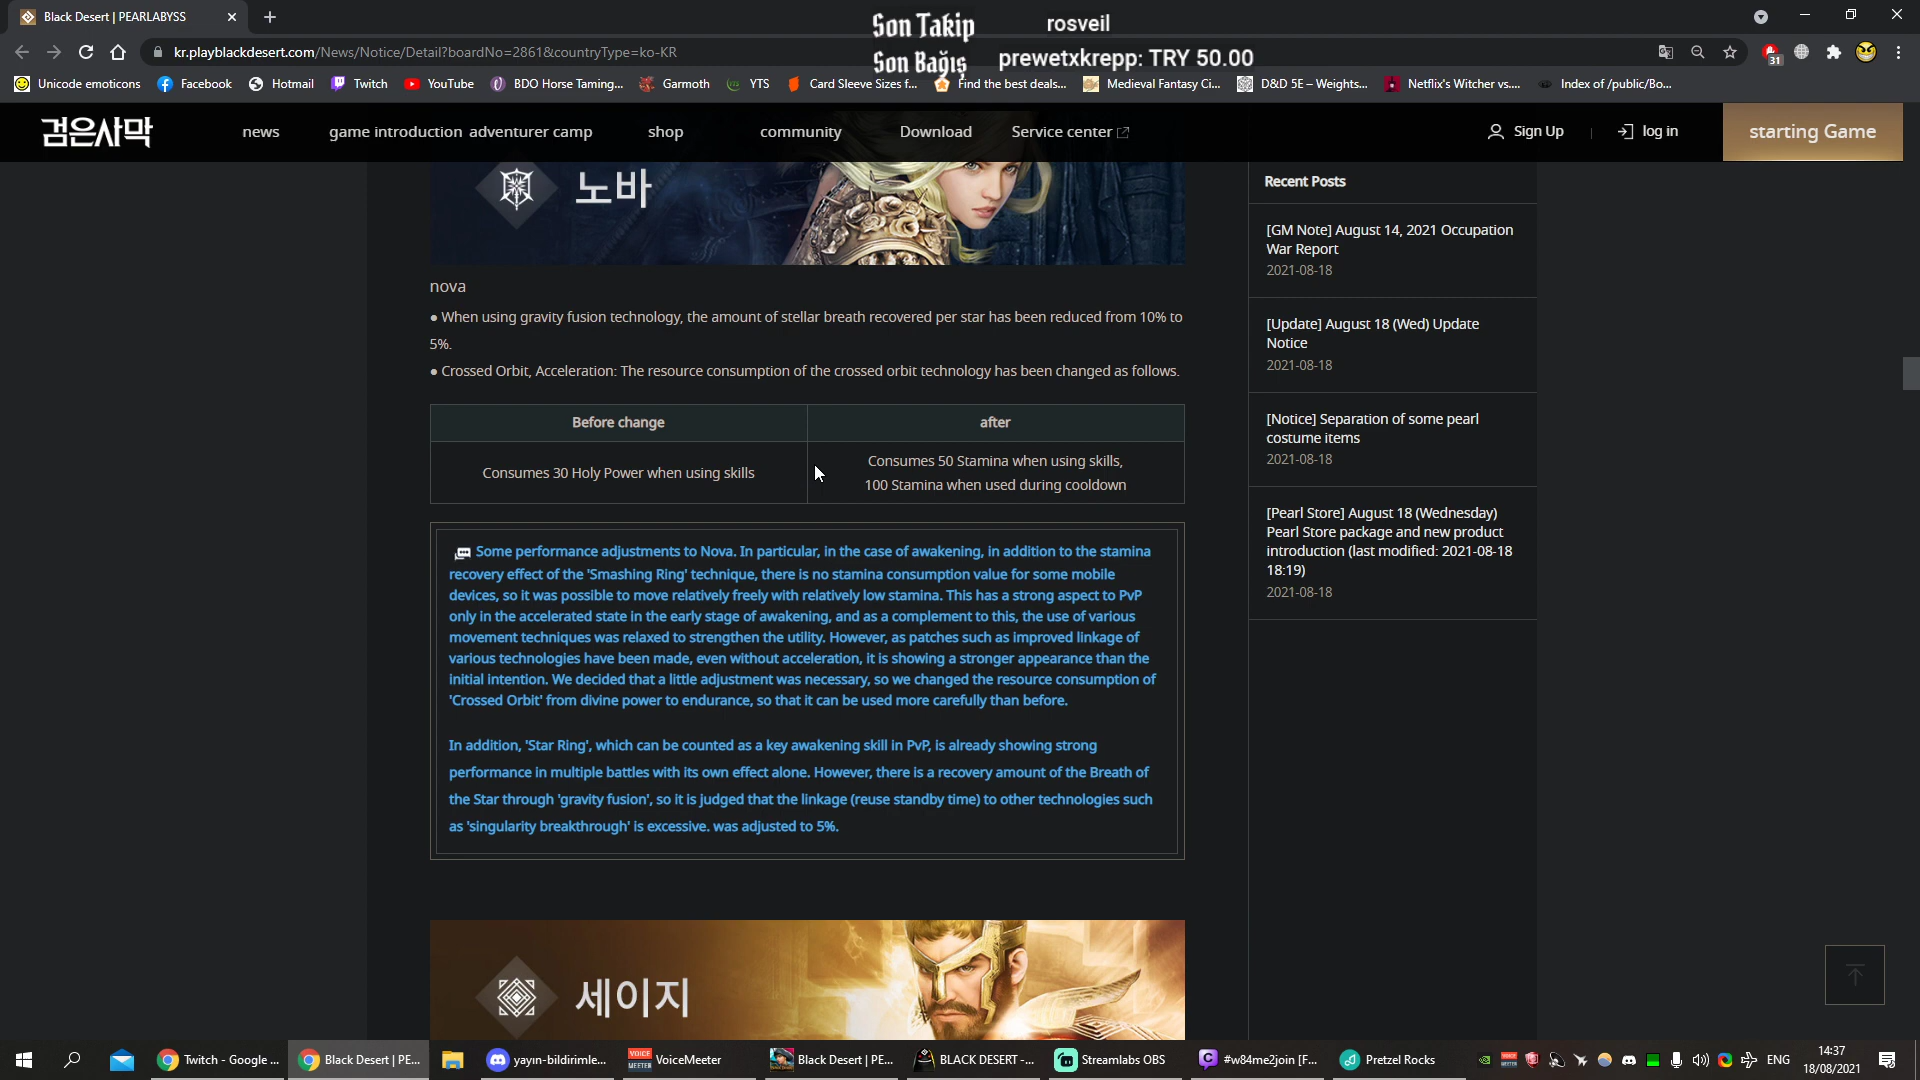 Black Desert | PEARLABYSS
Son Takip rosveil
Son Bağış prewetxkrepp: TRY 50.00
kr.playblackdesert.com/News/Notice/Detail?boardNo=2861&countryType=ko-KR
31
Unicode emoticons Facebook Hotmail Twitch YouTube BDO Horse Taming... Garmoth YTS Card Sleeve Sizes f... Find the best deals... Medieval Fantasy Ci... D&D 5E – Weights... Netflix's Witcher vs.... Index of /public/Bo...
검은사막 news game introduction adventurer camp shop community Download Service center Sign Up log in starting Game
노바
nova
● When using gravity fusion technology, the amount of stellar breath recovered per star has been reduced from 10% to
5%.
● Crossed Orbit, Acceleration: The resource consumption of the crossed orbit technology has been changed as follows.
Before change after
Consumes 30 Holy Power when using skills
Consumes 50 Stamina when using skills,
100 Stamina when used during cooldown
Some performance adjustments to Nova. In particular, in the case of awakening, in addition to the stamina
recovery effect of the 'Smashing Ring' technique, there is no stamina consumption value for some mobile
devices, so it was possible to move relatively freely with relatively low stamina. This has a strong aspect to PvP
only in the accelerated state in the early stage of awakening, and as a complement to this, the use of various
movement techniques was relaxed to strengthen the utility. However, as patches such as improved linkage of
various technologies have been made, even without acceleration, it is showing a stronger appearance than the
initial intention. We decided that a little adjustment was necessary, so we changed the resource consumption of
'Crossed Orbit' from divine power to endurance, so that it can be used more carefully than before.
In addition, 'Star Ring', which can be counted as a key awakening skill in PvP, is already showing strong
performance in multiple battles with its own effect alone. However, there is a recovery amount of the Breath of
the Star through 'gravity fusion', so it is judged that the linkage (reuse standby time) to other technologies such
as 'singularity breakthrough' is excessive. was adjusted to 5%.
세이지
Recent Posts
[GM Note] August 14, 2021 Occupation
War Report
2021-08-18
[Update] August 18 (Wed) Update
Notice
2021-08-18
[Notice] Separation of some pearl
costume items
2021-08-18
[Pearl Store] August 18 (Wednesday)
Pearl Store package and new product
introduction (last modified: 2021-08-18
18:19)
2021-08-18
Twitch - Google ... Black Desert | PE... yayın-bildirimle... VoiceMeeter Black Desert | PE... BLACK DESERT -... Streamlabs OBS #w84me2join [F... Pretzel Rocks ENG
14:37
18/08/2021